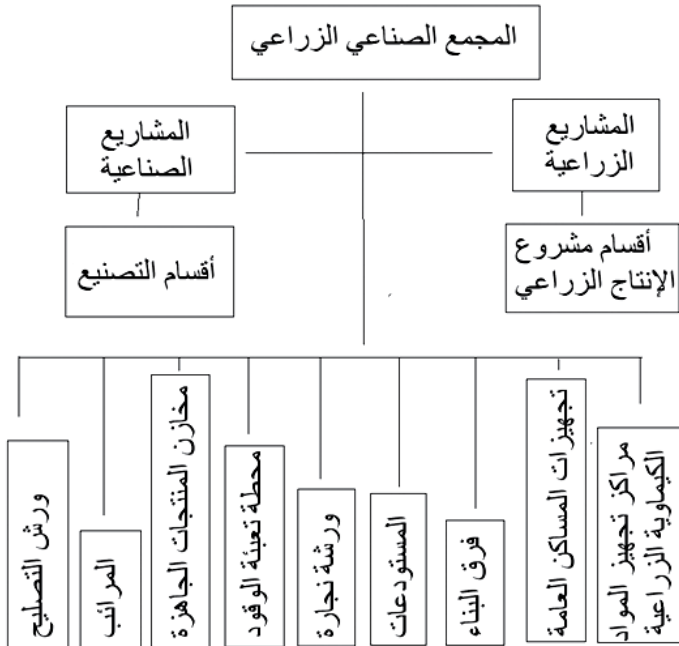 المجمع الصناعي الزراعي
المشاريع
الزراعية
المشاريع
الصناعية
أقسام مشروع
الإنتاج الزراعي
أقسام التصنيع
مراكز تجهيز المواد
الكيماوية الزراعية
تجهيزات المساكن العامة
فرق البناء
المستودعات
ورشة نجارة
محطة تعبئة الوقود
مخازن المنتجات الجاهزة
المرائب
ورش التصليح